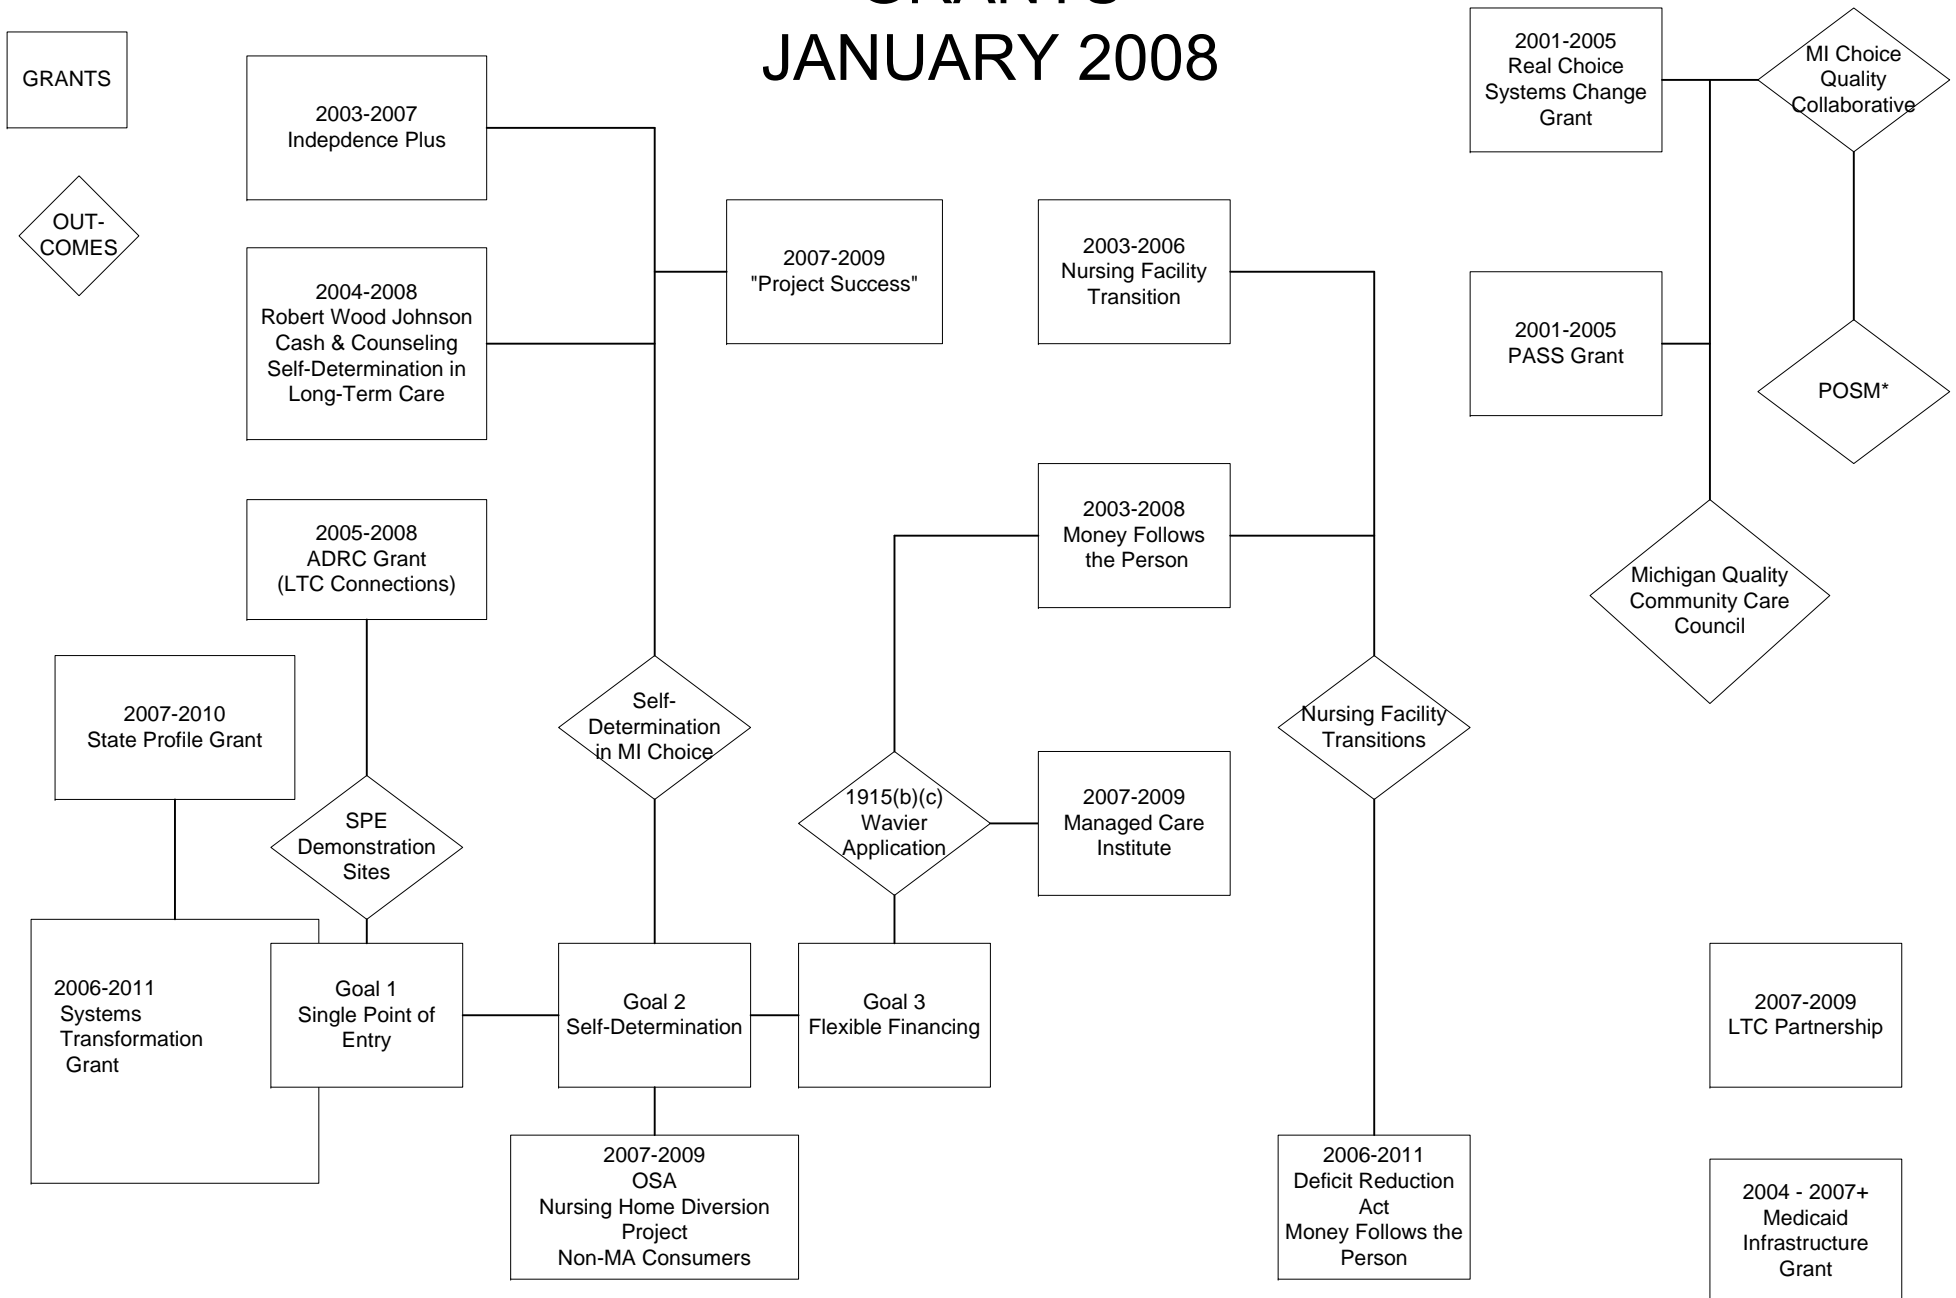 GRANTS
JANUARY 2008
GRANTS
OUT-
COMES
2003-2007
Indepdence Plus
2004-2008
Robert Wood Johnson
Cash & Counseling
Self-Determination in
Long-Term Care
2007-2009
"Project Success"
2003-2006
Nursing Facility
Transition
2001-2005
Real Choice
Systems Change
Grant
MI Choice
Quality
Collaborative
2001-2005
PASS Grant
POSM*
2005-2008
ADRC Grant
(LTC Connections)
2003-2008
Money Follows
the Person
Michigan Quality
Community Care
Council
2007-2010
State Profile Grant
Self-
Determination
in MI Choice
Nursing Facility
Transitions
SPE
Demonstration
Sites
1915(b)(c)
Wavier
Application
2007-2009
Managed Care
Institute
2006-2011
Systems
Transformation
Grant
Goal 1
Single Point of
Entry
Goal 2
Self-Determination
Goal 3
Flexible Financing
2007-2009
LTC Partnership
2007-2009
OSA
Nursing Home Diversion
Project
Non-MA Consumers
2006-2011
Deficit Reduction
Act
Money Follows the
Person
2004 - 2007+
Medicaid
Infrastructure
Grant